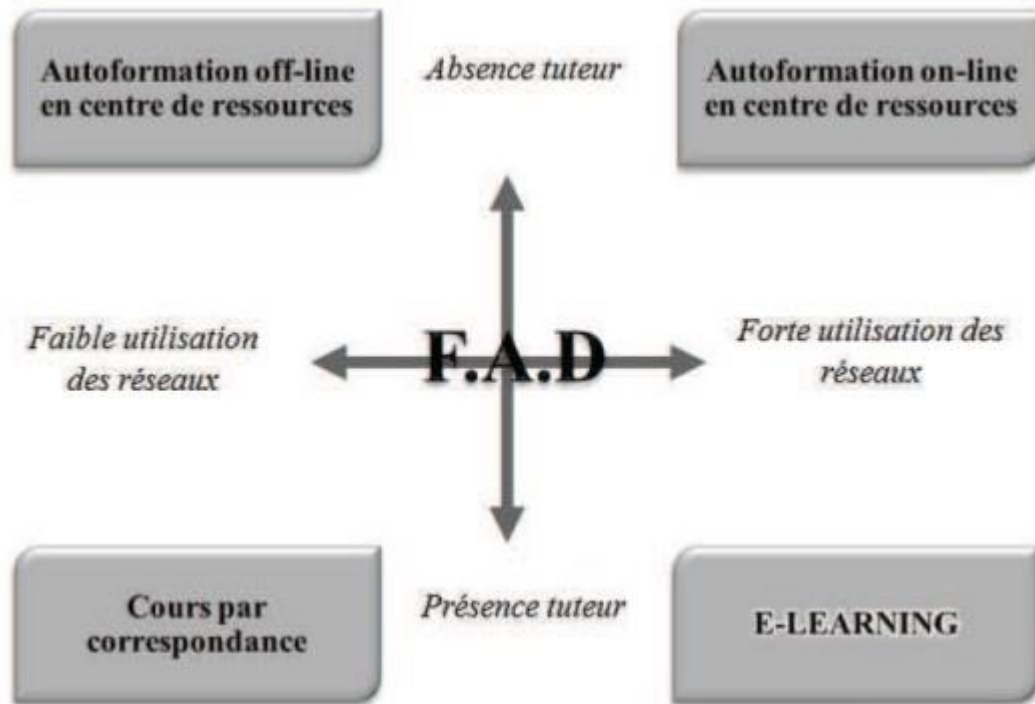 Autoformation off-line
en centre de ressources
Absence tuteur
Autoformation on-line
en centre de ressources
Faible utilisation
des réseaux
F.A.D
Forte utilisation des
réseaux
Cours par
correspondance
Présence tuteur
E-LEARNING